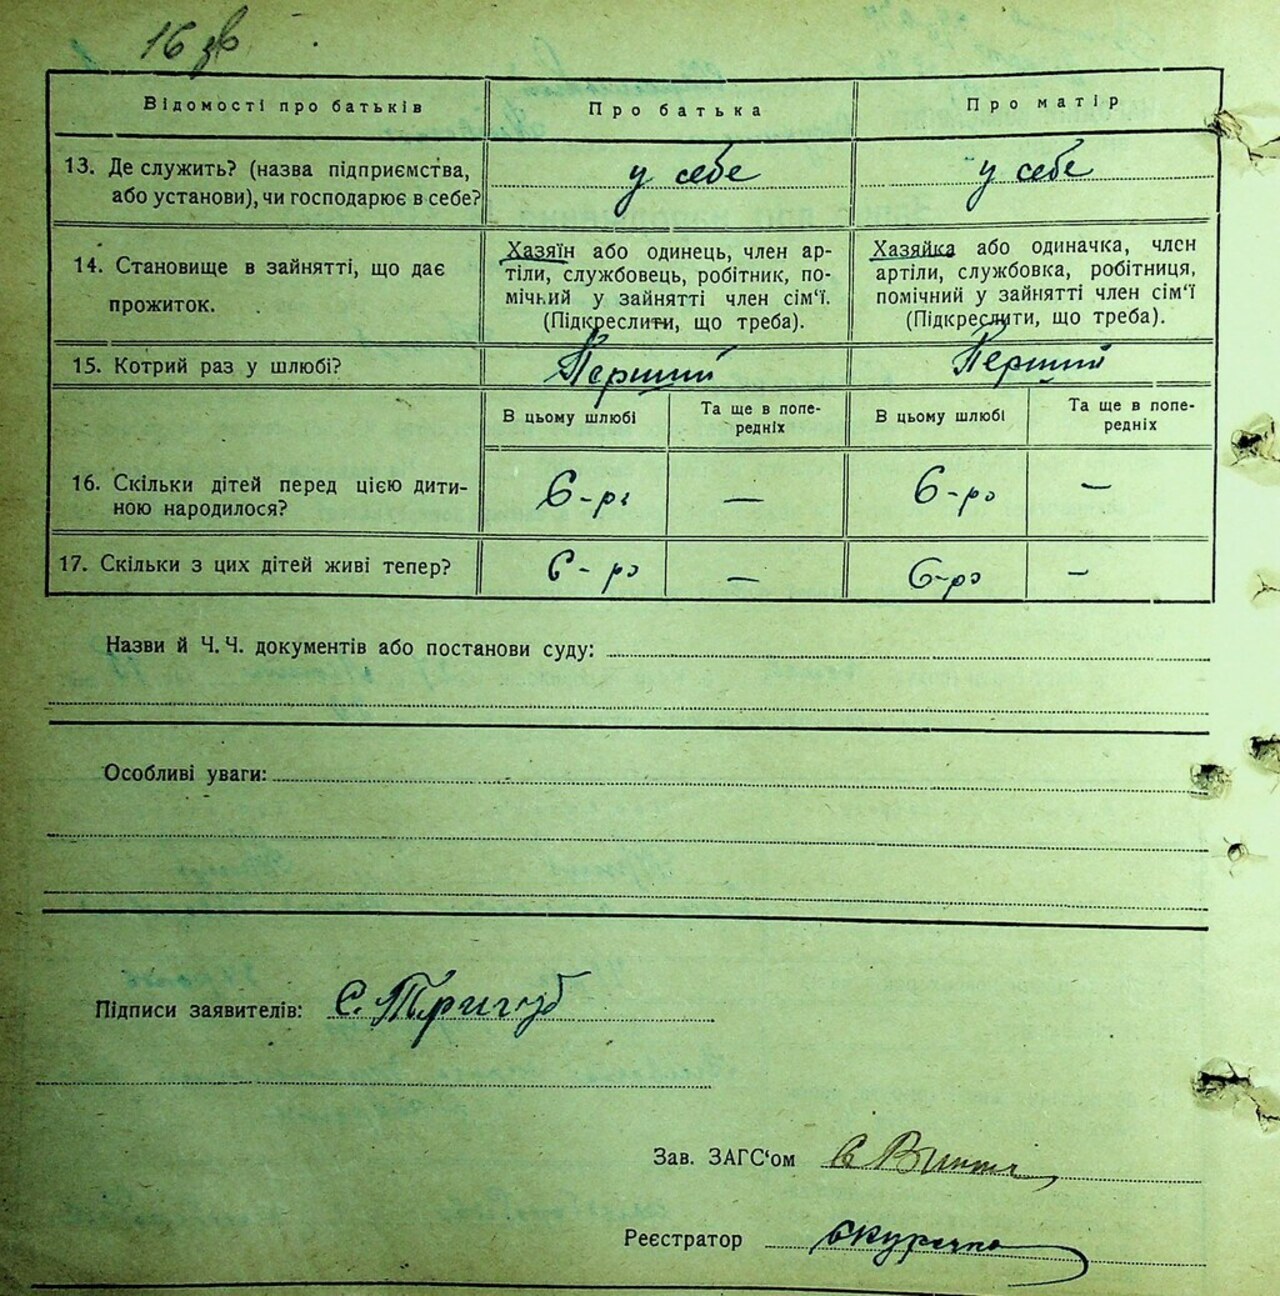 16 зв
Відомості про батьків Про батька Про матір
13. Де служить? (назва підприємства, або установи), чи господарює в себе? у себе у себе
14. Становище в зайнятті, що дає прожиток.
Хазяїн або одинець, член ар-
тіли, службовець, робітник, по-
мічний у зайнятті член сім'ї.
(Підкреслити, що треба).
Хазяйка або одиначка, член
артіли, службовка, робітниця,
помічний у зайнятті член сім'ї
(Підкреслити, що треба).
15. Котрий раз у шлюбі? Перший Перший
В цьому шлюбі Та ще в попе-
редніх В цьому шлюбі Та ще в попе-
редніх
16. Скільки дітей перед цією дити-
ною народилося? 6-ро — 6-ро —
17. Скільки з цих дітей живі тепер? 6-ро — 6-ро —
Назви й Ч. Ч. документів або постанови суду:
Особливі уваги:
Підписи заявителів: Є. Тригуб
Зав. ЗАГС'ом
Реєстратор